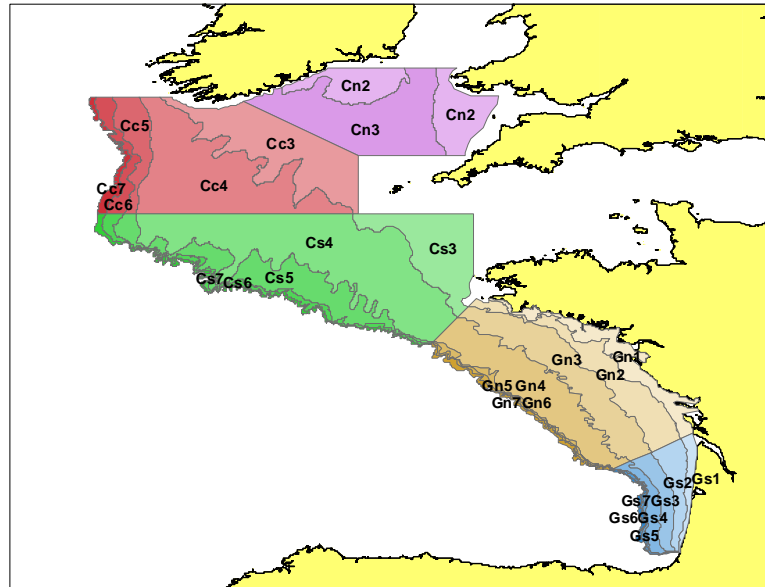 Cn2
Cn2
Cc5
Cn3
Cc3
Cc7
Cc4
Cc6
Cs4
Cs3
Cs7
Cs6
Cs5
Gn3
Gn1
Gn2
Gn5 Gn4
Gn7 Gn6
Gs2
Gs1
Gs7 Gs3
Gs6 Gs4
Gs5